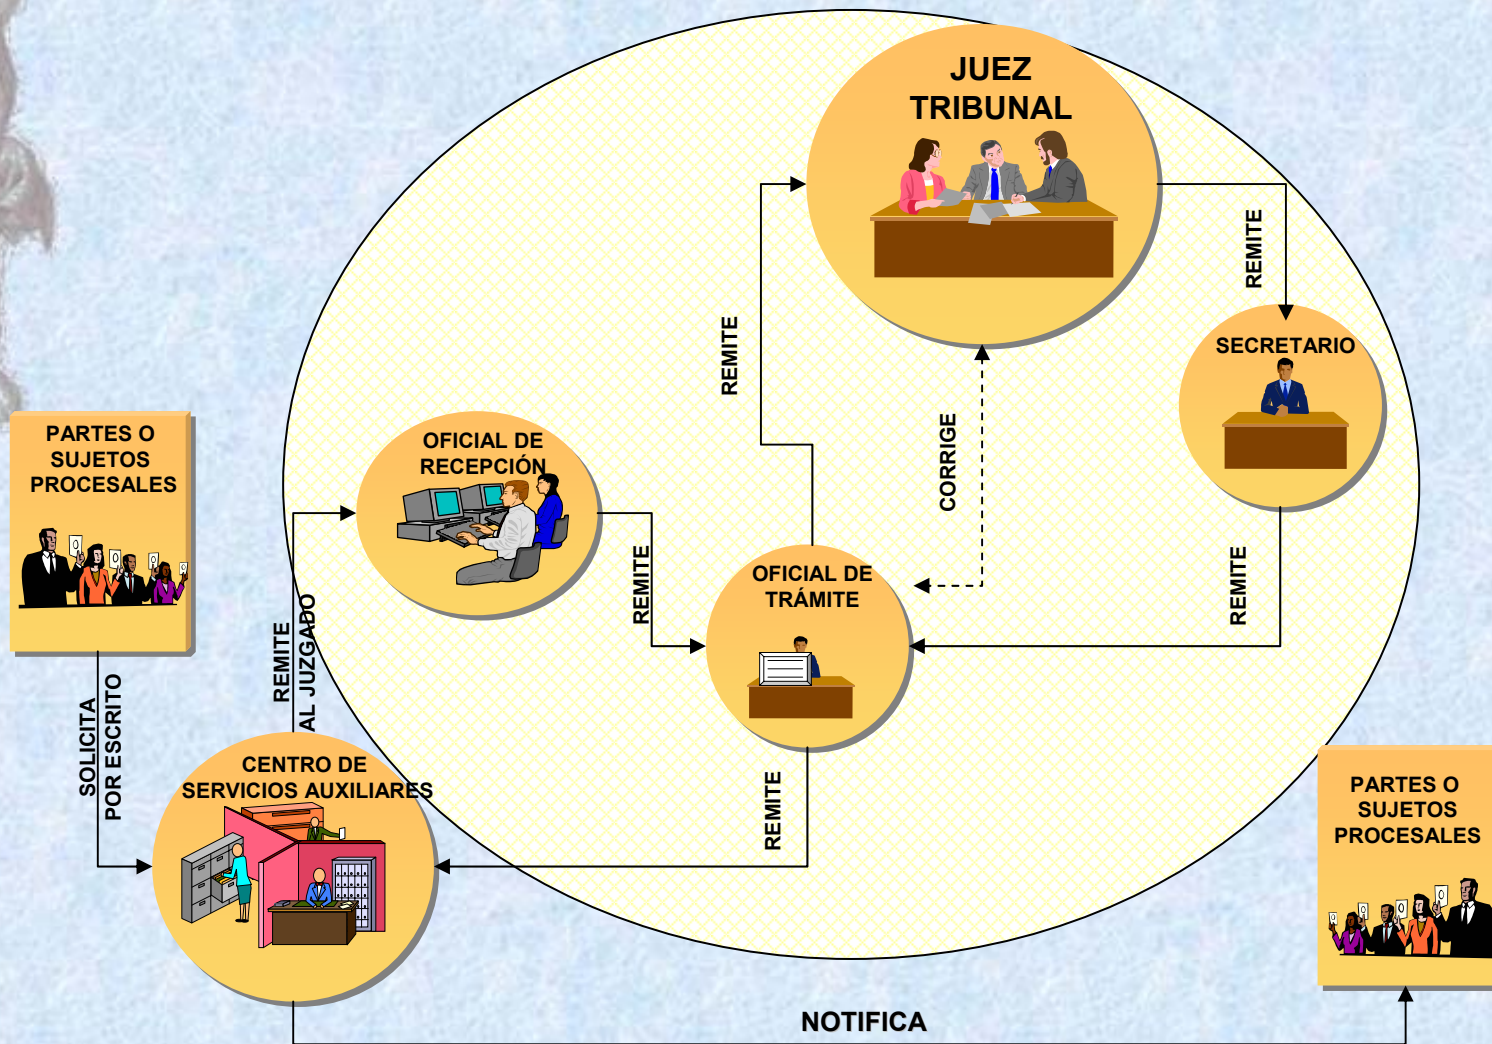 JUEZ
TRIBUNAL
REMITE
REMITE
SECRETARIO
PARTES O
SUJETOS
PROCESALES
OFICIAL DE
RECEPCIÓN
CORRIGE
REMITE
REMITE
OFICIAL DE
TRÁMITE
REMITE
AL JUZGADO
SOLICITA
POR ESCRITO
CENTRO DE
SERVICIOS AUXILIARES
REMITE
PARTES O
SUJETOS
PROCESALES
NOTIFICA